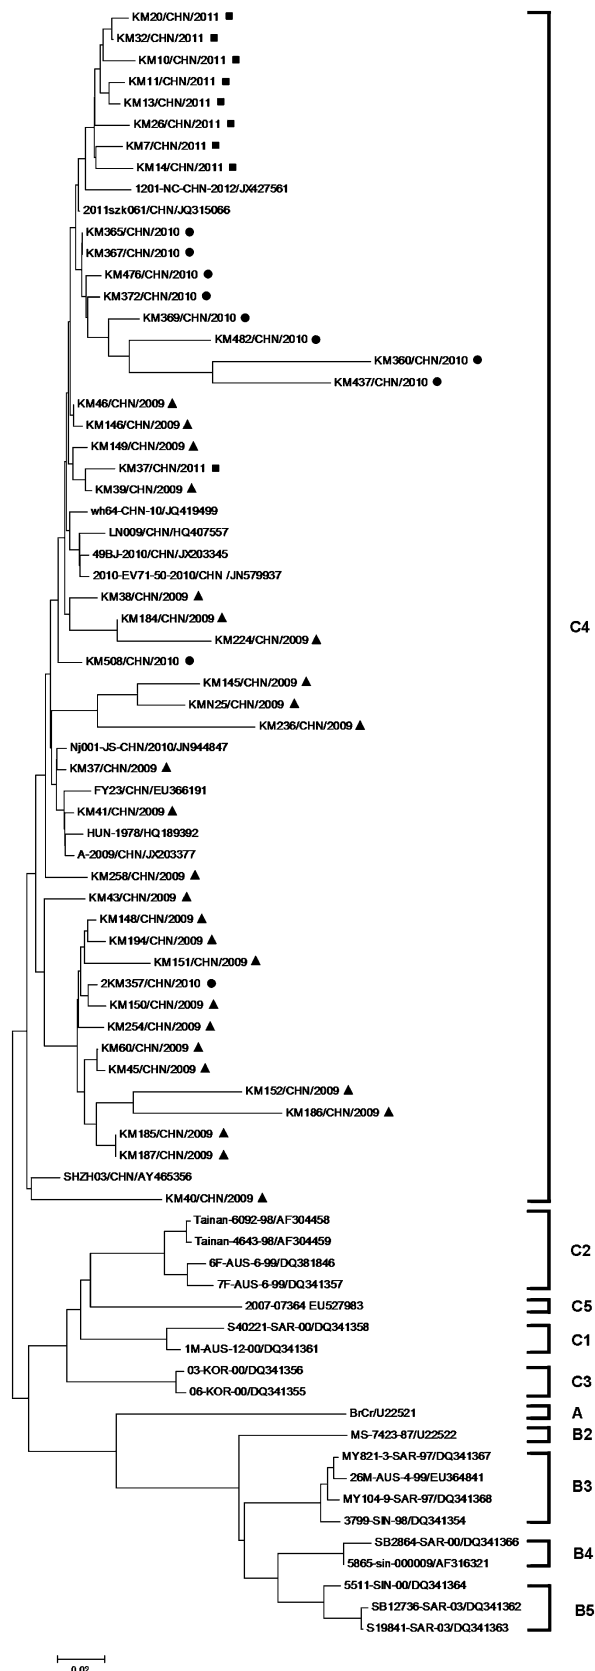 KM20/CHN/2011 ■
KM32/CHN/2011 ■
KM10/CHN/2011 ■
KM11/CHN/2011 ■
KM13/CHN/2011 ■
KM26/CHN/2011 ■
KM7/CHN/2011 ■
KM14/CHN/2011 ■
1201-NC-CHN-2012/JX427561
2011szk061/CHN/JQ315066
KM365/CHN/2010 ●
KM367/CHN/2010 ●
KM476/CHN/2010 ●
KM372/CHN/2010 ●
KM369/CHN/2010 ●
KM482/CHN/2010 ●
KM360/CHN/2010 ●
KM437/CHN/2010 ●
KM46/CHN/2009 ▲
KM146/CHN/2009 ▲
KM149/CHN/2009 ▲
KM37/CHN/2011 ■
KM39/CHN/2009 ▲
wh64-CHN-10/JQ419499
LN009/CHN/HQ407557
49BJ-2010/CHN/JX203345
2010-EV71-50-2010/CHN /JN579937
KM38/CHN/2009 ▲
KM184/CHN/2009 ▲
C4
KM224/CHN/2009 ▲
KM508/CHN/2010 ●
KM145/CHN/2009 ▲
KMN25/CHN/2009 ▲
KM236/CHN/2009 ▲
Nj001-JS-CHN/2010/JN944847
KM37/CHN/2009 ▲
FY23/CHN/EU366191
KM41/CHN/2009 ▲
HUN-1978/HQ189392
A-2009/CHN/JX203377
KM258/CHN/2009 ▲
KM43/CHN/2009 ▲
KM148/CHN/2009 ▲
KM194/CHN/2009 ▲
KM151/CHN/2009 ▲
2KM357/CHN/2010 ●
KM150/CHN/2009 ▲
KM254/CHN/2009 ▲
KM60/CHN/2009 ▲
KM45/CHN/2009 ▲
KM152/CHN/2009 ▲
KM186/CHN/2009 ▲
KM185/CHN/2009 ▲
KM187/CHN/2009 ▲
SHZH03/CHN/AY465356
KM40/CHN/2009 ▲
Tainan-6092-98/AF304458
Tainan-4643-98/AF304459
C2
6F-AUS-6-99/DQ381846
7F-AUS-6-99/DQ341357
2007-07364 EU527983
C5
S40221-SAR-00/DQ341358
C1
1M-AUS-12-00/DQ341361
03-KOR-00/DQ341356
C3
06-KOR-00/DQ341355
BrCr/U22521
A
MS-7423-87/U22522
B2
MY821-3-SAR-97/DQ341367
26M-AUS-4-99/EU364841
B3
MY104-9-SAR-97/DQ341368
3799-SIN-98/DQ341354
SB2864-SAR-00/DQ341366
B4
5865-sin-000009/AF316321
5511-SIN-00/DQ341364
SB12736-SAR-03/DQ341362
B5
S19841-SAR-03/DQ341363
0.02